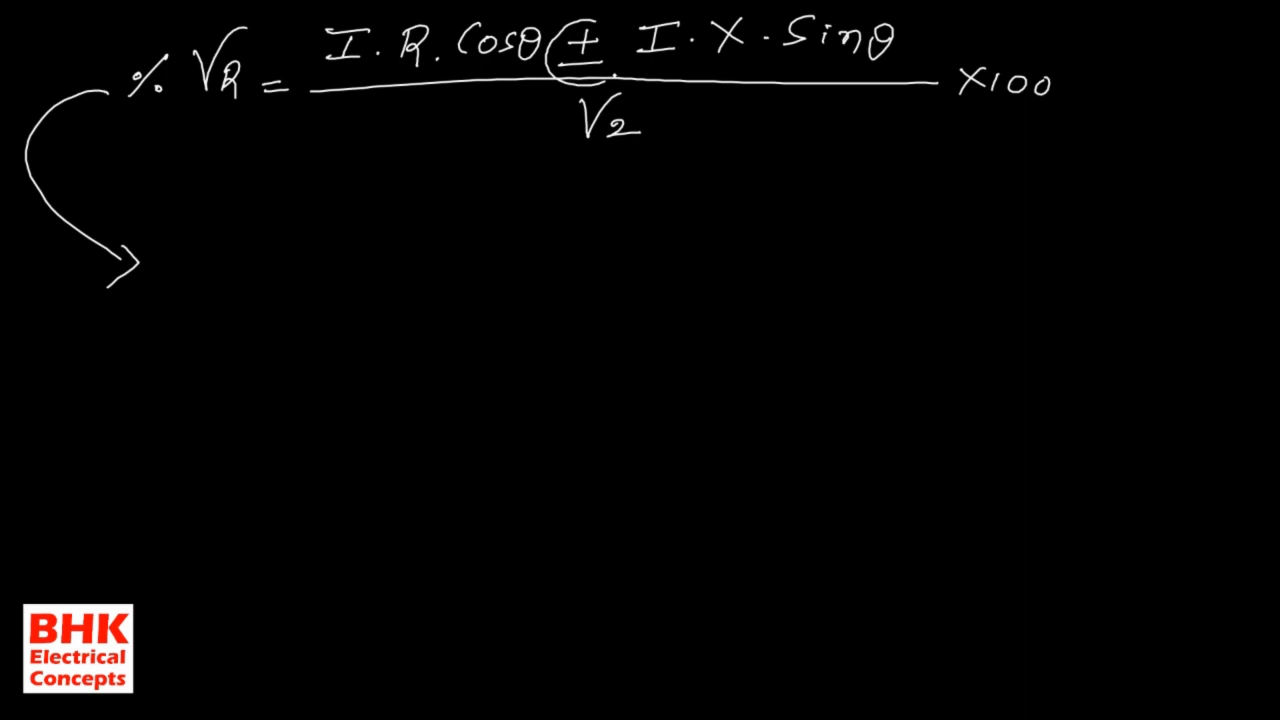 % VR = I . R . Cosθ ± I . X . Sinθ / V2 × 100
BHK
Electrical
Concepts